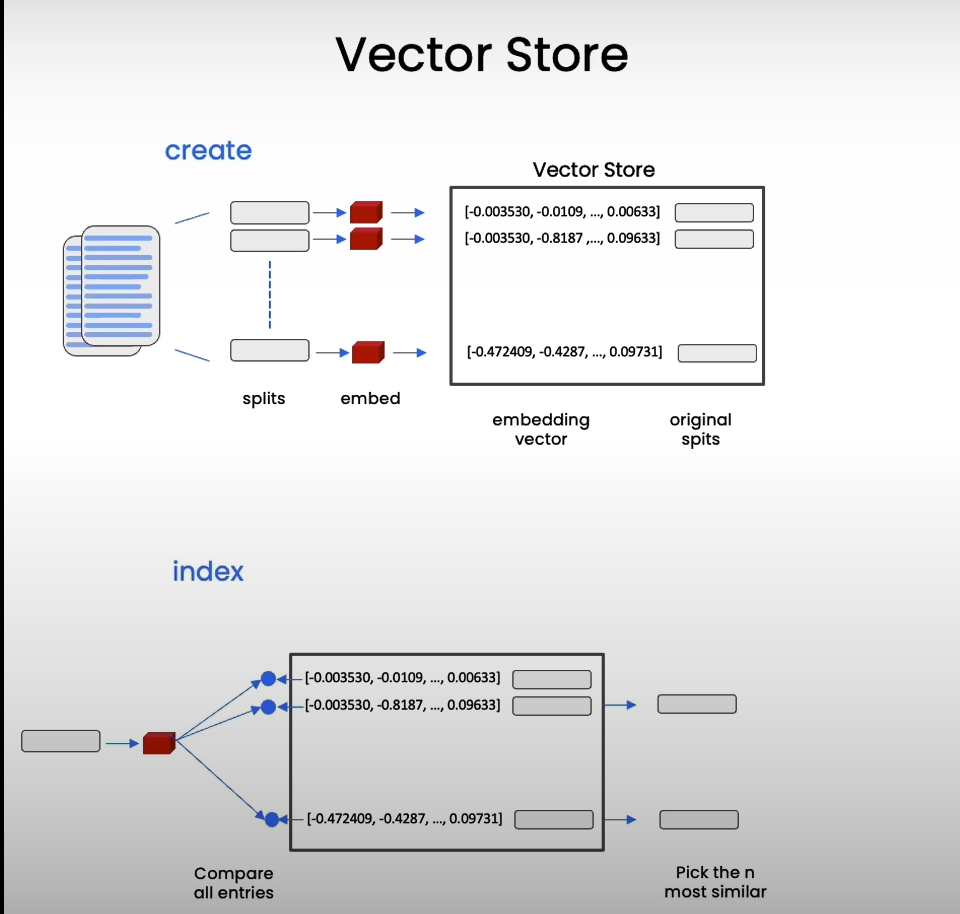 Vector Store
create
Vector Store
[-0.003530, -0.0109, ..., 0.00633]
[-0.003530, -0.8187 ,..., 0.09633]
[-0.472409, -0.4287, ..., 0.09731]
splits
embed
embedding
vector
original
spits
index
[-0.003530, -0.0109, ..., 0.00633]
[-0.003530, -0.8187, ..., 0.09633]
[-0.472409, -0.4287, ..., 0.09731]
Compare
all entries
Pick the n
most similar